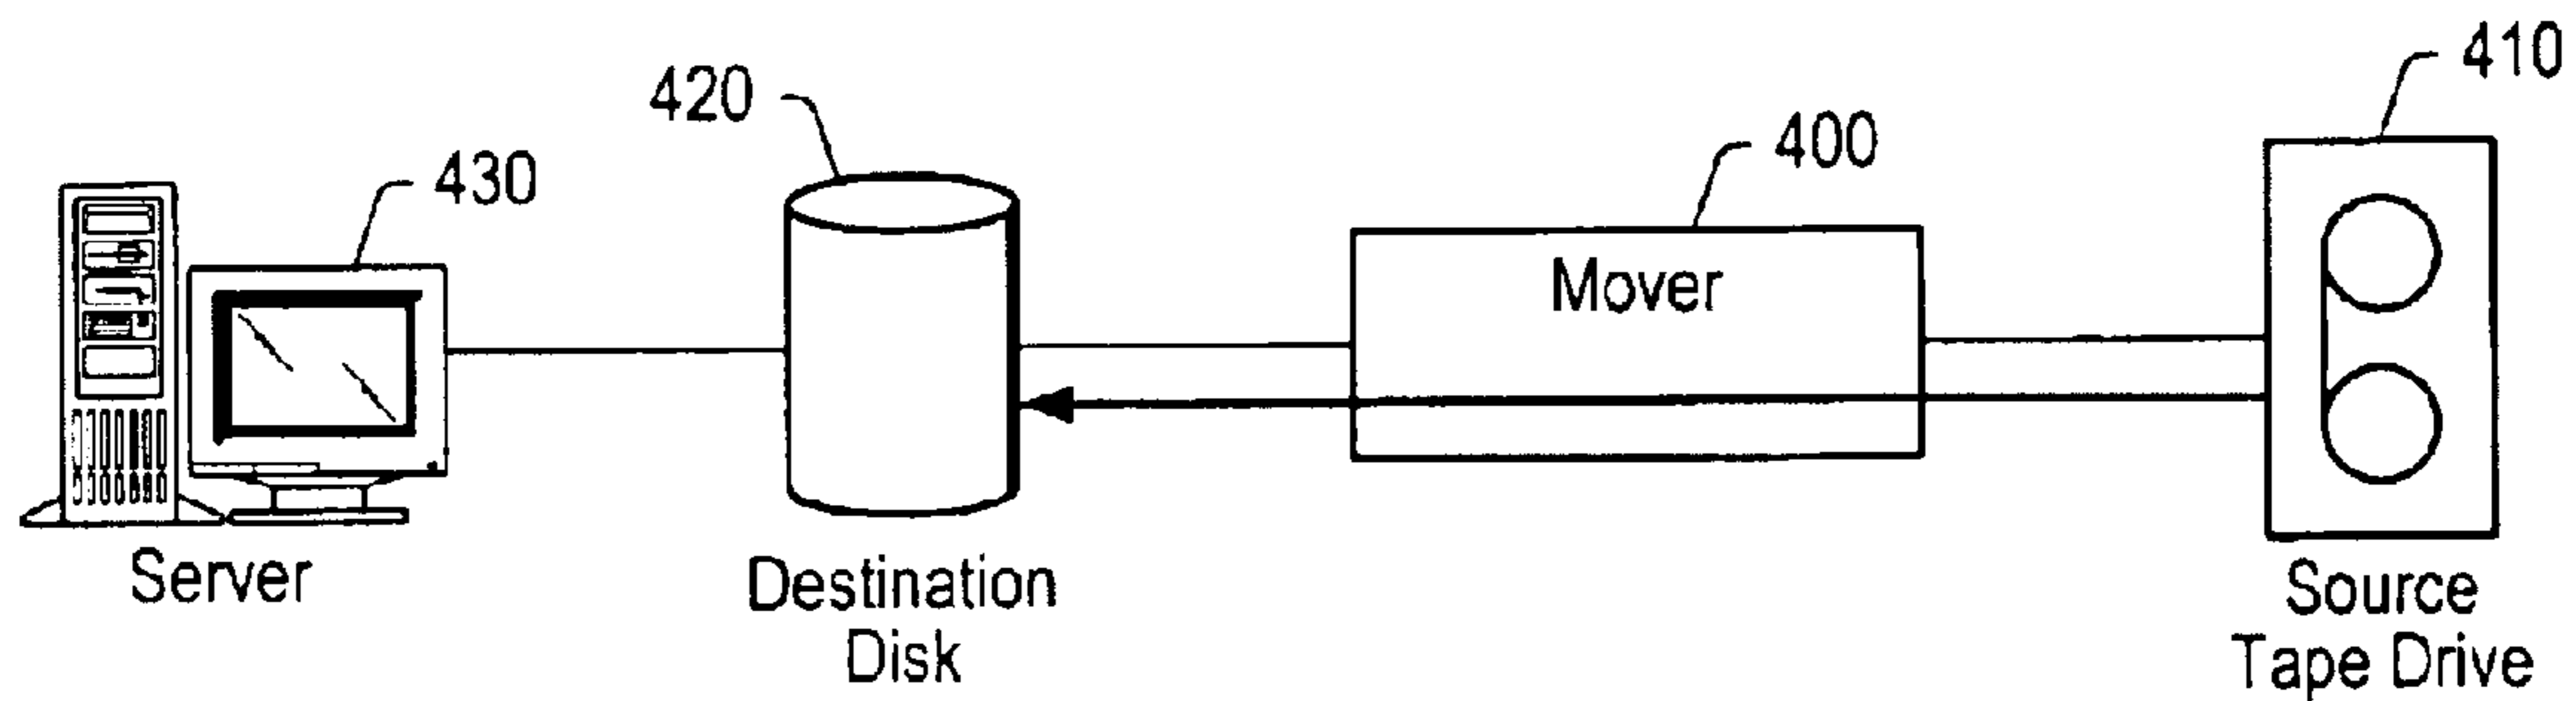 410
420
400
430
Mover
Server
Destination
Disk
Source
Tape Drive